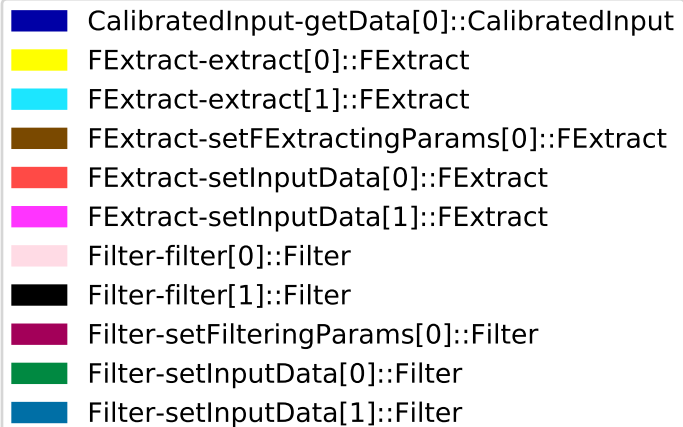 CalibratedInput-getData[0]::CalibratedInput
FExtract-extract[0]::FExtract
FExtract-extract[1]::FExtract
FExtract-setFExtractingParams[0]::FExtract
FExtract-setInputData[0]::FExtract
FExtract-setInputData[1]::FExtract
Filter-filter[0]::Filter
Filter-filter[1]::Filter
Filter-setFilteringParams[0]::Filter
Filter-setInputData[0]::Filter
Filter-setInputData[1]::Filter